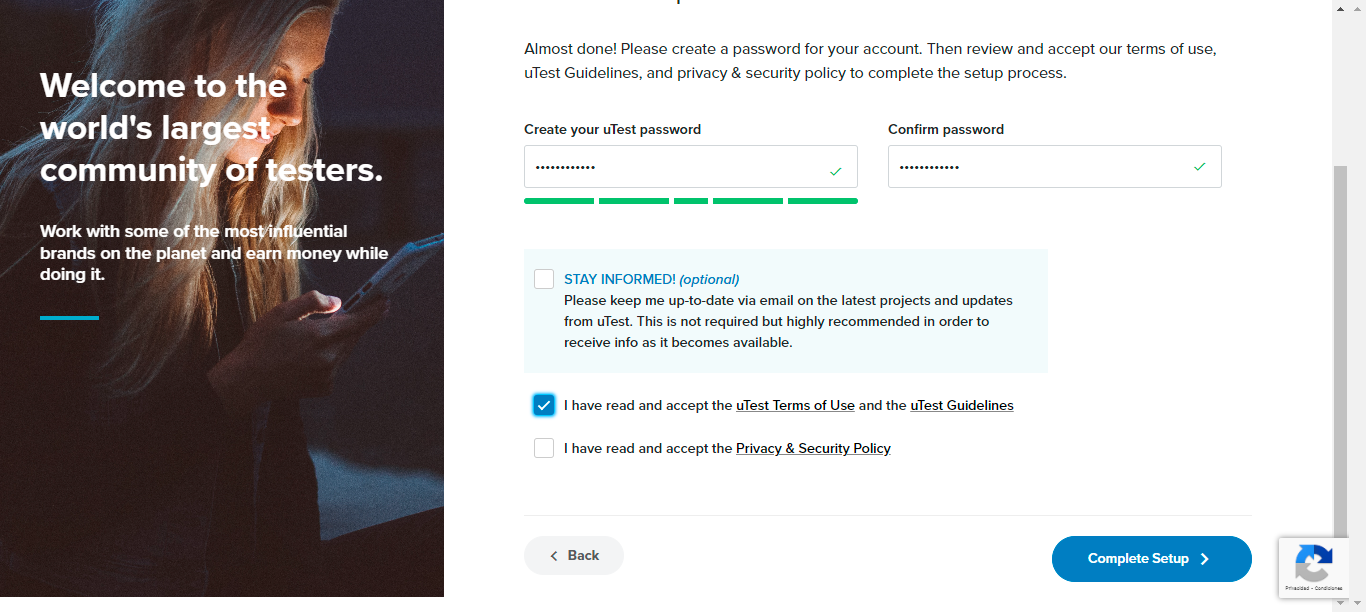 Welcome to the
world's largest
community of testers.
Work with some of the most influential
brands on the planet and earn money while
doing it.
Almost done! Please create a password for your account. Then review and accept our terms of use,
uTest Guidelines, and privacy & security policy to complete the setup process.
Create your uTest password
Confirm password
••••••••••••
••••••••••••
STAY INFORMED! (optional)
Please keep me up-to-date via email on the latest projects and updates
from uTest. This is not required but highly recommended in order to
receive info as it becomes available.
I have read and accept the uTest Terms of Use and the uTest Guidelines
I have read and accept the Privacy & Security Policy
Back
Complete Setup
Privacidad - Condiciones